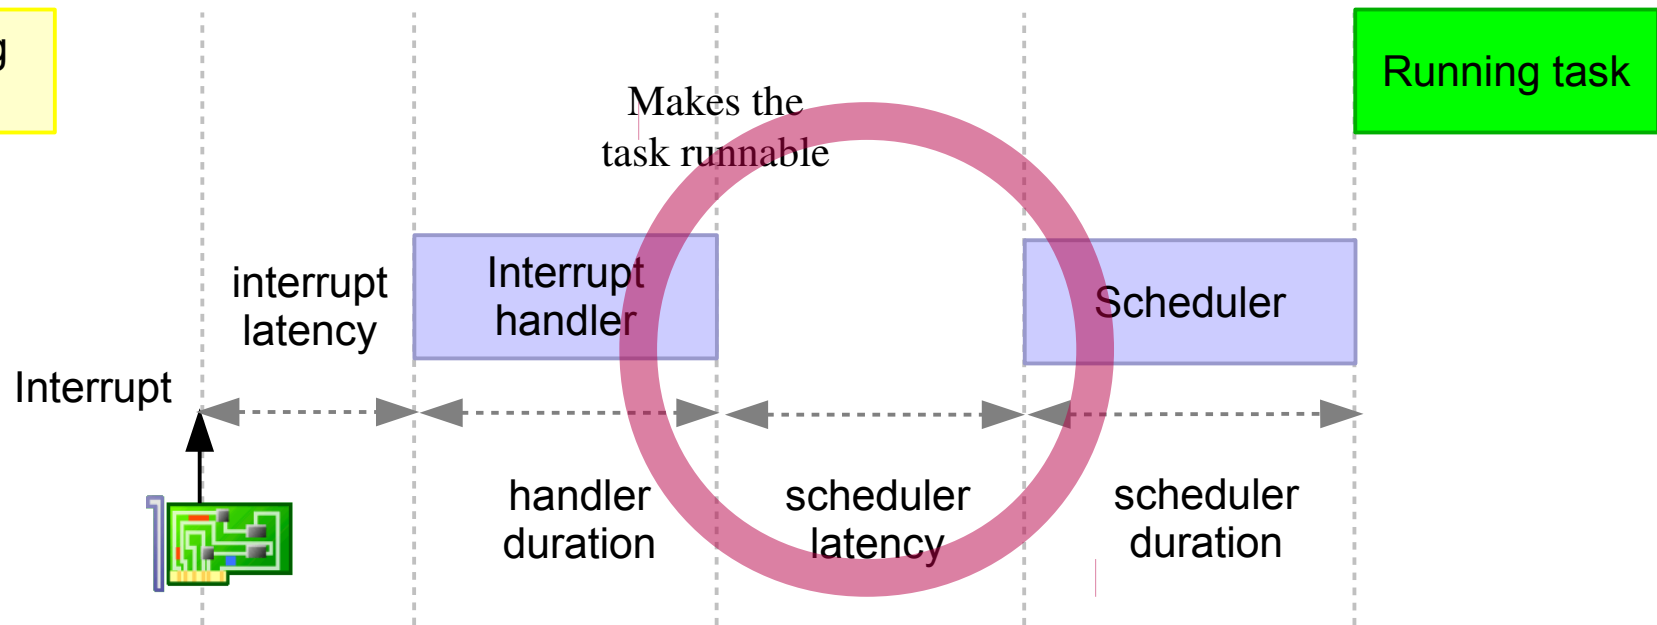 Running task
Makes the
task runnable
interrupt
latency
Interrupt
handler
Scheduler
Interrupt
handler
duration
scheduler
latency
scheduler
duration